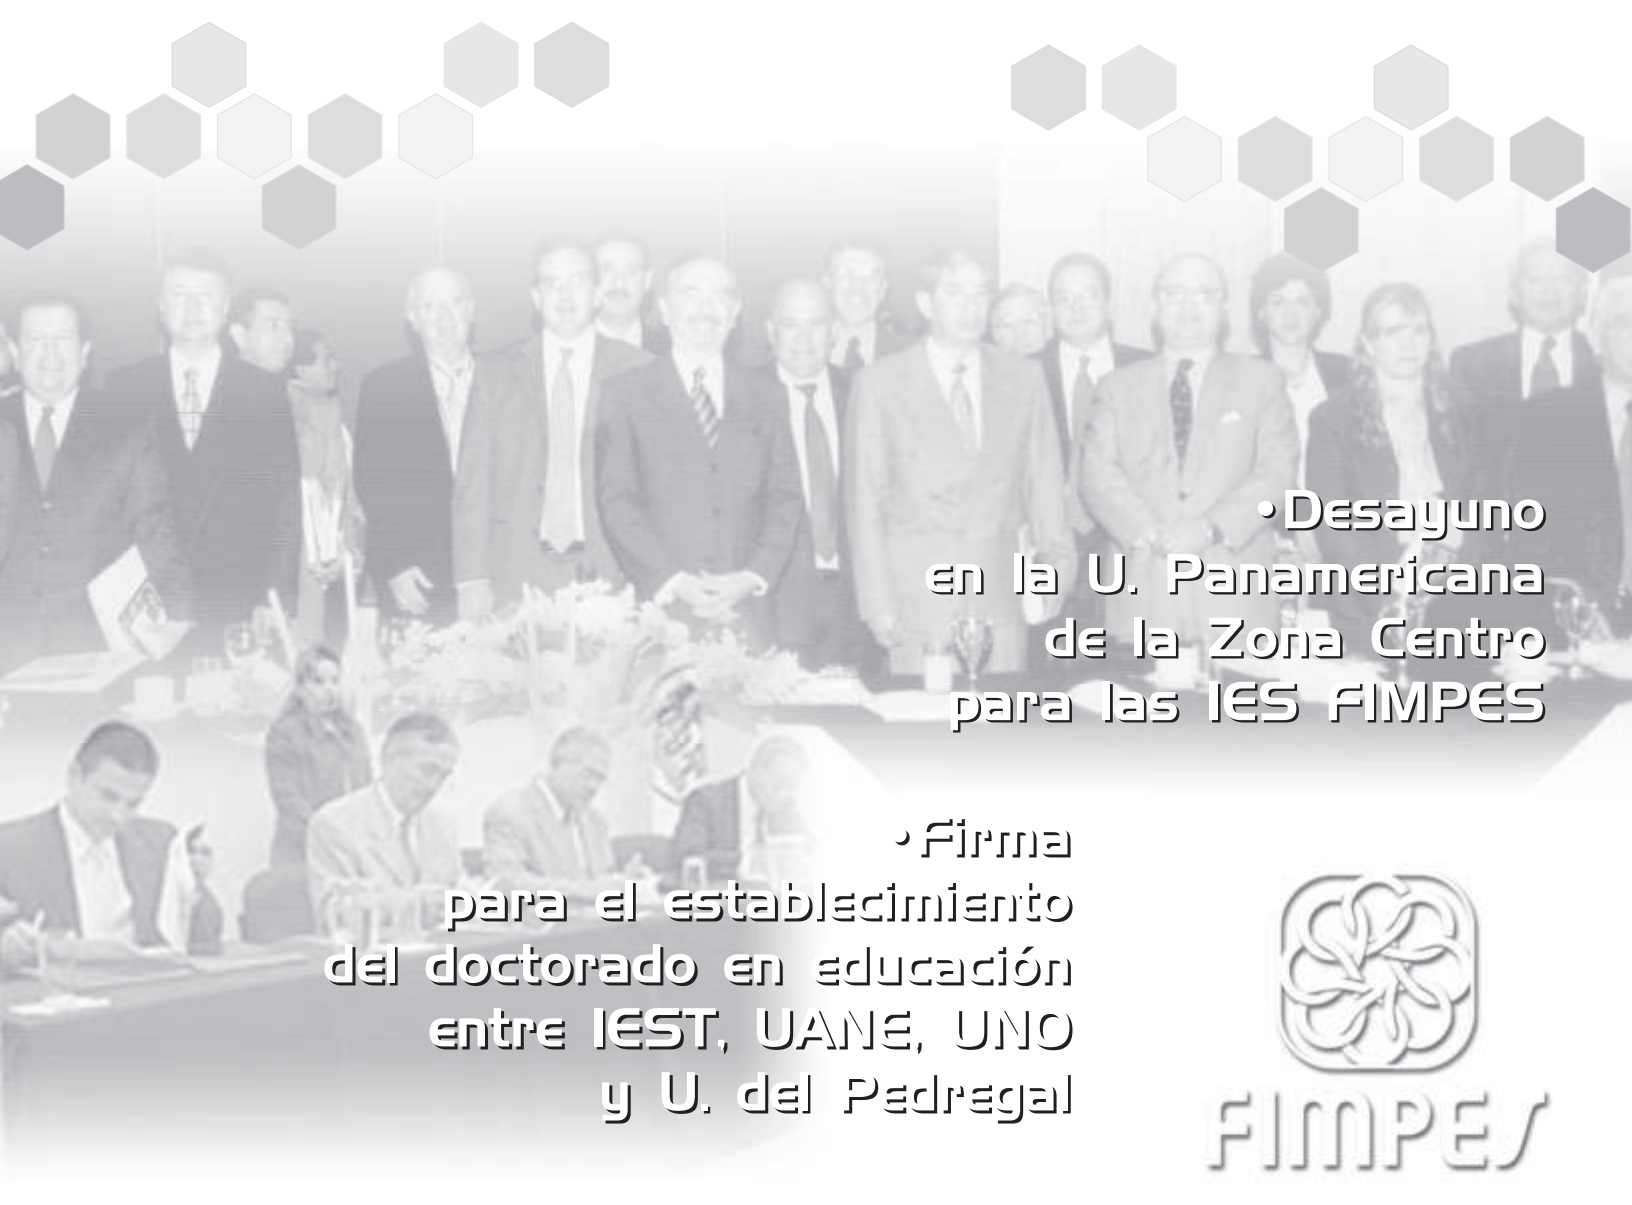 •Desayuno
en la U. Panamericana
de la Zona Centro
para las IES FIMPES
•Firma
para el establecimiento
del doctorado en educación
entre IEST, UANE, UNO
y U. del Pedregal
FIMPES